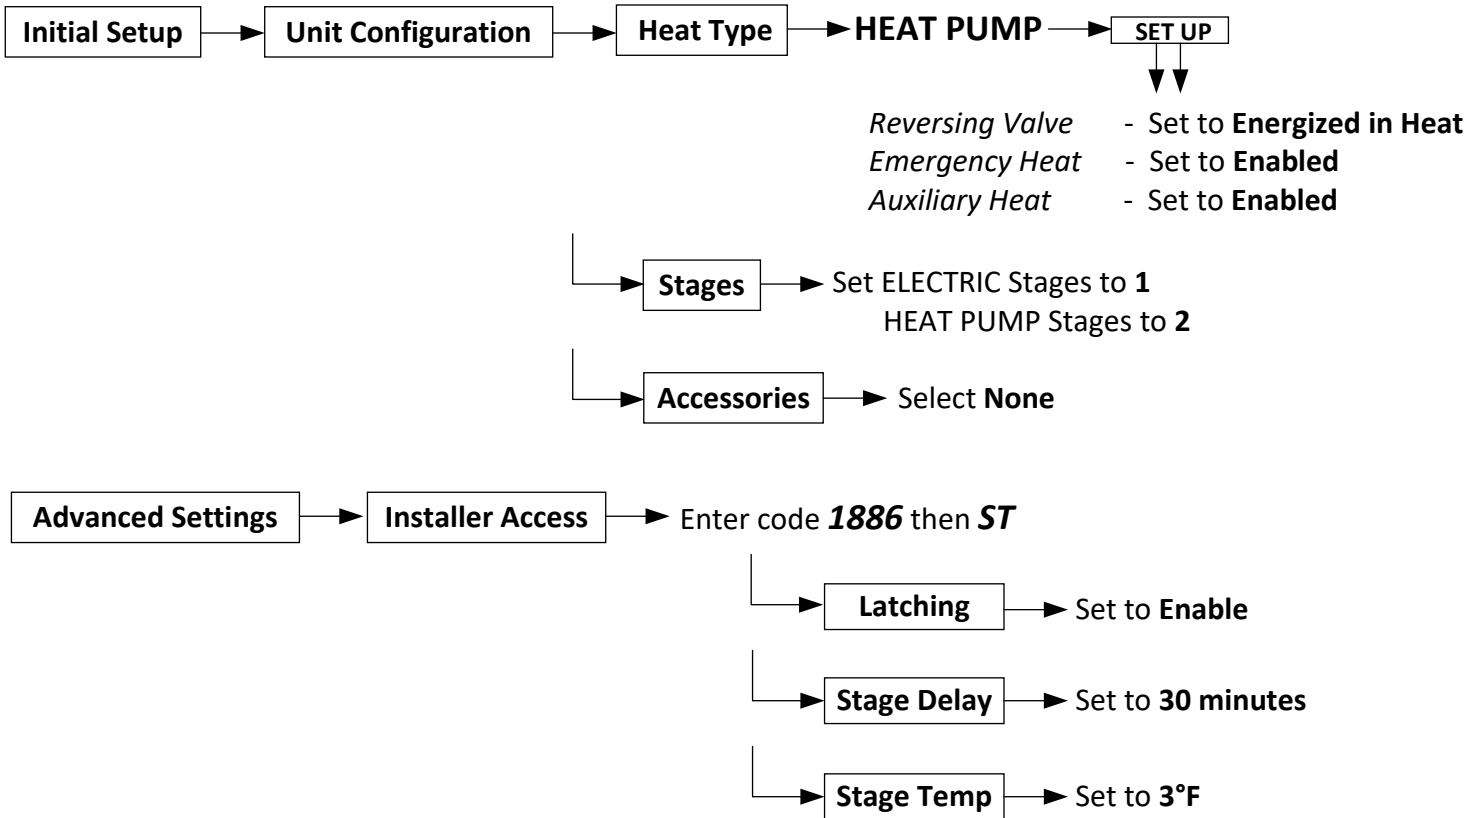 Initial Setup Unit Configuration Heat Type HEAT PUMP SET UP
Reversing Valve - Set to Energized in Heat
Emergency Heat - Set to Enabled
Auxiliary Heat - Set to Enabled
Stages Set ELECTRIC Stages to 1
HEAT PUMP Stages to 2
Accessories Select None
Advanced Settings Installer Access Enter code 1886 then ST
Latching Set to Enable
Stage Delay Set to 30 minutes
Stage Temp Set to 3°F